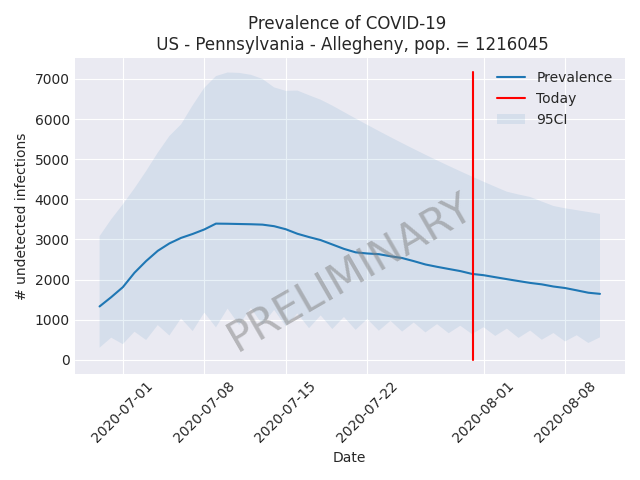 Prevalence of COVID-19
US - Pennsylvania - Allegheny, pop. = 1216045
Prevalence
Today
95CI
7000
6000
5000
4000
3000
2000
1000
0
# undetected infections
PRELIMINARY
2020-07-01
2020-07-08
2020-07-15
2020-07-22
2020-08-01
2020-08-08
Date